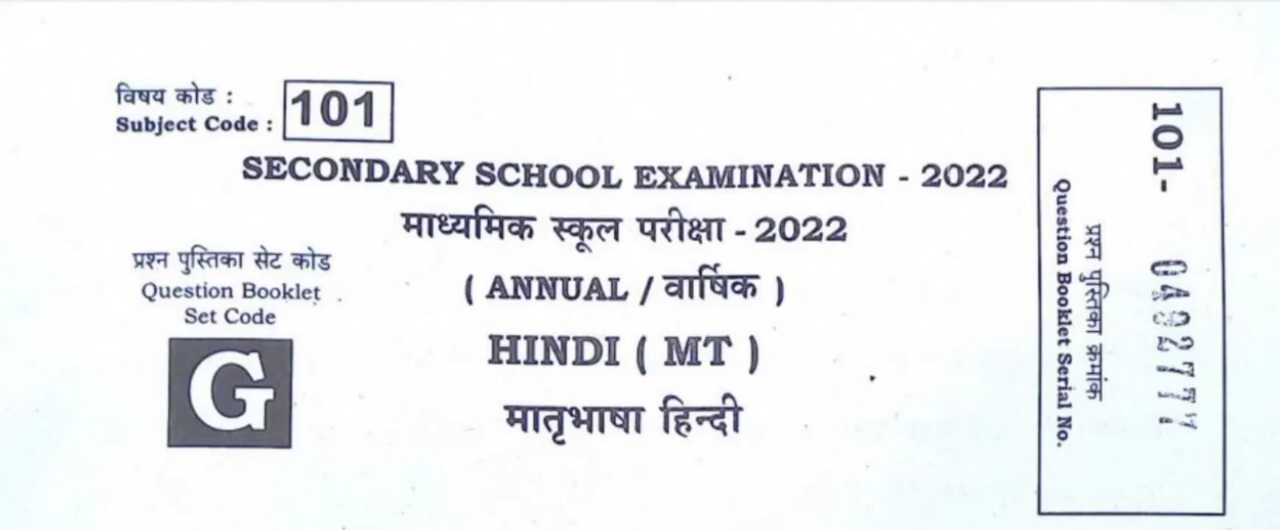 विषय कोड :
Subject Code :
101
SECONDARY SCHOOL EXAMINATION - 2022
माध्यमिक स्कूल परीक्षा - 2022
( ANNUAL / वार्षिक )
HINDI ( MT )
मातृभाषा हिन्दी
प्रश्न पुस्तिका सेट कोड
Question Booklet
Set Code
G
101-
प्रश्न पुस्तिका क्रमांक
Question Booklet Serial No.